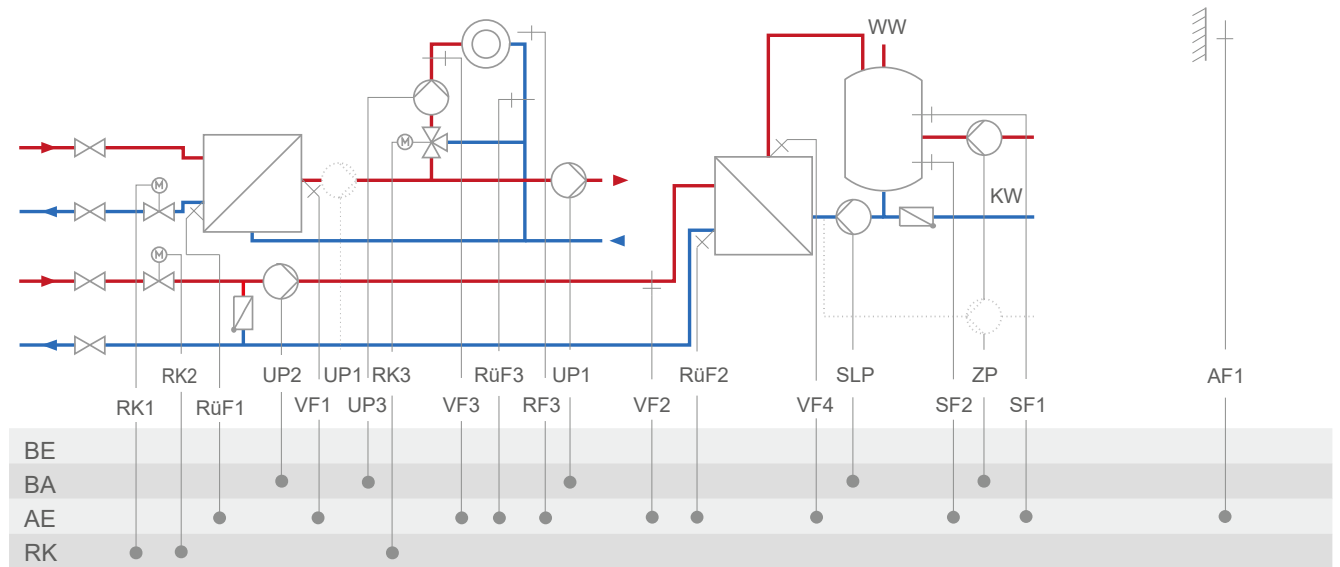 WW
M
KW
M
M
RK2 UP2 UP1 RK3 RüF3 UP1 RüF2 SLP ZP AF1
RK1 RüF1 VF1 UP3 VF3 RF3 VF2 VF4 SF2 SF1
BE
BA
AE
RK